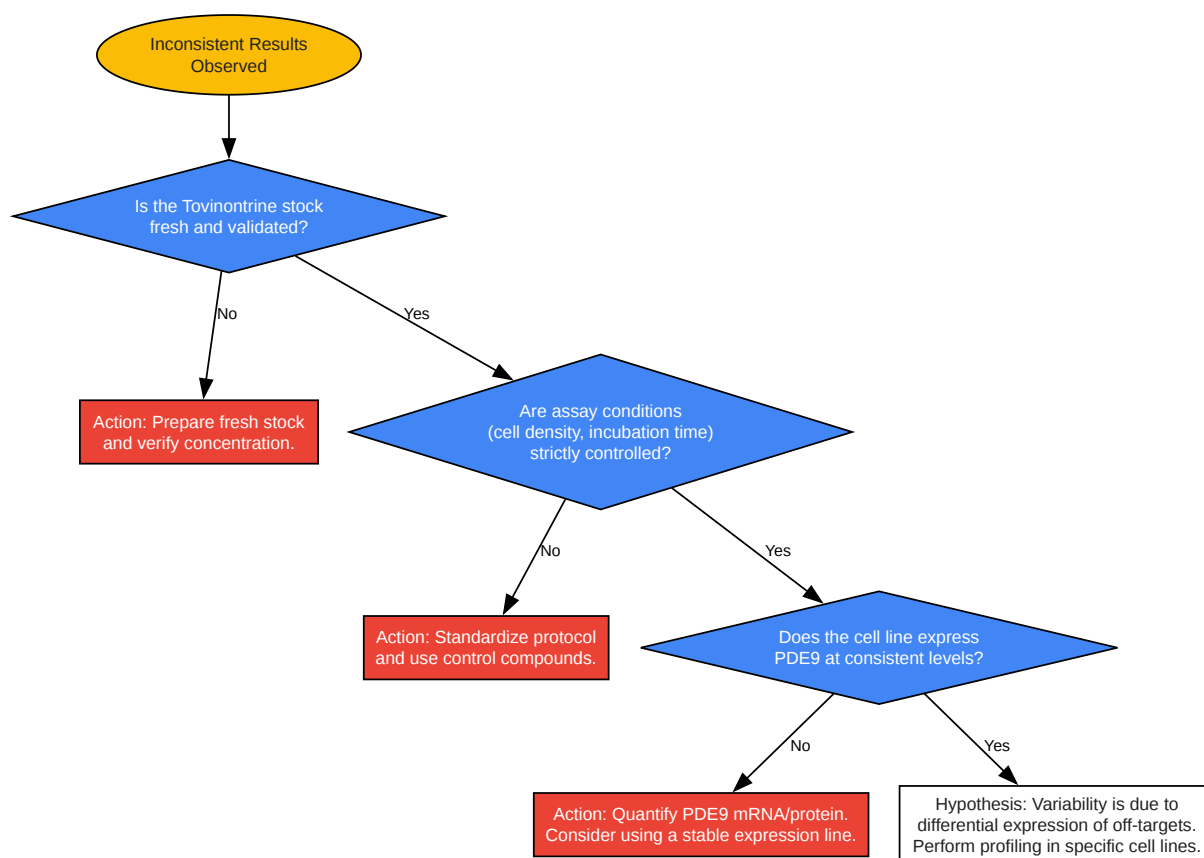 Inconsistent Results
Observed
Is the Tovinontrine stock
fresh and validated?
No
Yes
Action: Prepare fresh stock
and verify concentration.
Are assay conditions
(cell density, incubation time)
strictly controlled?
No
Yes
Action: Standardize protocol
and use control compounds.
Does the cell line express
PDE9 at consistent levels?
No
Yes
Action: Quantify PDE9 mRNA/protein.
Consider using a stable expression line.
Hypothesis: Variability is due to
differential expression of off-targets.
Perform profiling in specific cell lines.